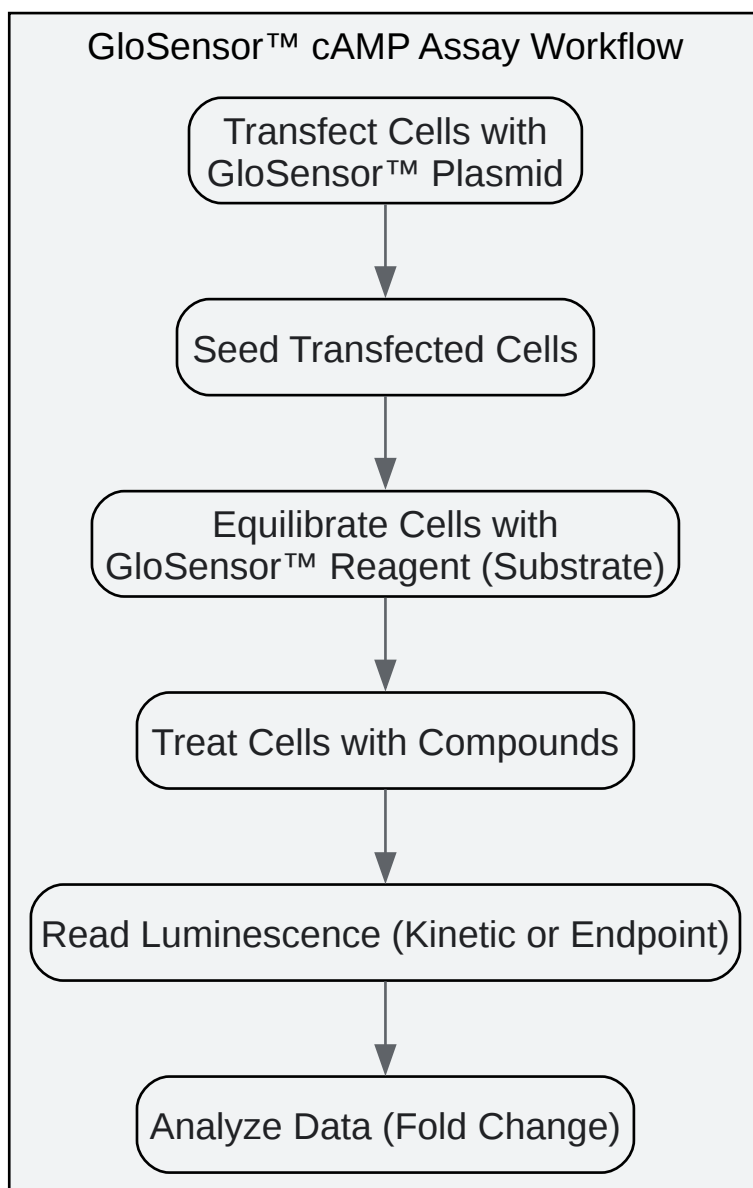 GloSensor™ cAMP Assay Workflow
Transfect Cells with
GloSensor™ Plasmid
Seed Transfected Cells
Equilibrate Cells with
GloSensor™ Reagent (Substrate)
Treat Cells with Compounds
Read Luminescence (Kinetic or Endpoint)
Analyze Data (Fold Change)